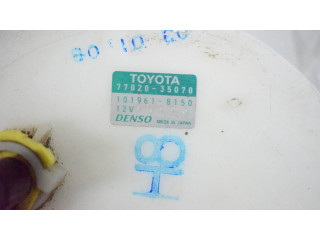 TOYOTA
77020-35070
101961-8150
12V
DENSO MADE IN JAPAN